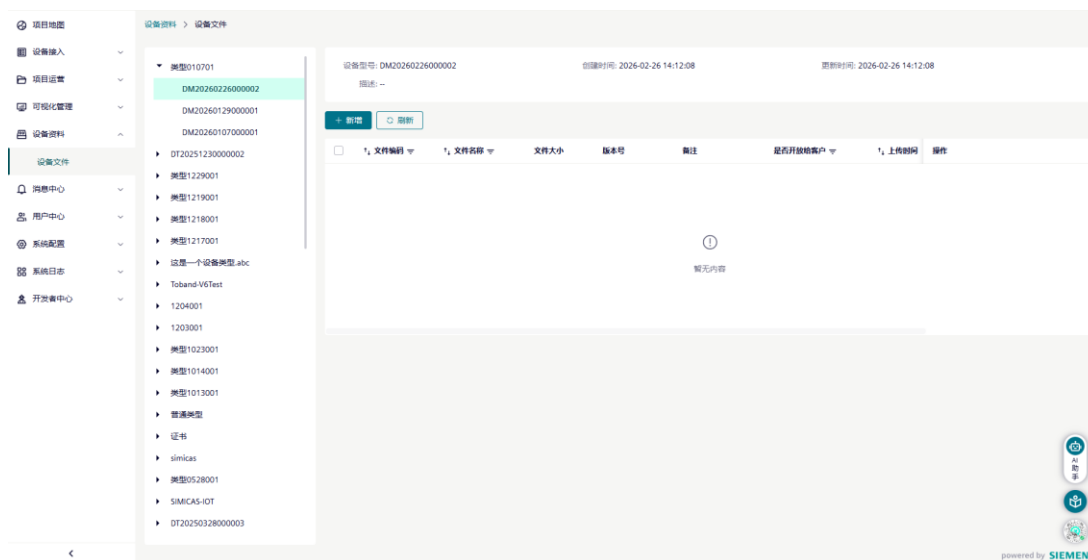 项目地图
设备接入
项目运营
可视化管理
设备资料
设备文件
消息中心
用户中心
系统配置
系统日志
开发者中心
设备资料 > 设备文件
类型010701
DM20260226000002
DM20260129000001
DM20260107000001
DT20251230000002
类型1229001
类型1219001
类型1218001
类型1217001
这是一个设备类型.abc
Toband-V6Test
1204001
1203001
类型1023001
类型1014001
类型1013001
普通类型
证书
simicas
类型0528001
SIMICAS-IOT
DT20250328000003
设备型号: DM20260226000002 创建时间: 2026-02-26 14:12:08 更新时间: 2026-02-26 14:12:08
描述: --
+ 新增 刷新
文件编码 文件名称 文件大小 版本号 备注 是否开放给客户 上传时间 操作
暂无内容
AI助手
powered by SIEMEN